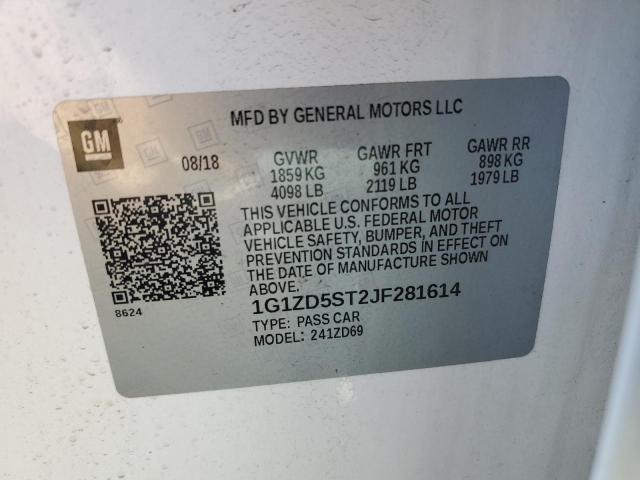 MFD BY GENERAL MOTORS LLC
GM
08/18
GVWR
1859 KG
4098 LB
GAWR FRT
961 KG
2119 LB
GAWR RR
898 KG
1979 LB
THIS VEHICLE CONFORMS TO ALL
APPLICABLE U.S. FEDERAL MOTOR
VEHICLE SAFETY, BUMPER, AND THEFT
PREVENTION STANDARDS IN EFFECT ON
THE DATE OF MANUFACTURE SHOWN
ABOVE.
8624
1G1ZD5ST2JF281614
TYPE: PASS CAR
MODEL: 241ZD69